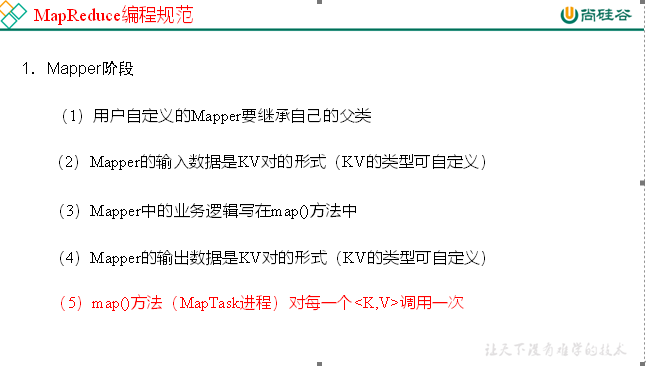 MapReduce编程规范
尚硅谷
1. Mapper阶段
（1）用户自定义的Mapper要继承自己的父类
（2）Mapper的输入数据是KV对的形式（KV的类型可自定义）
（3）Mapper中的业务逻辑写在map()方法中
（4）Mapper的输出数据是KV对的形式（KV的类型可自定义）
（5）map()方法（MapTask进程）对每一个<K,V>调用一次
让天下没有难学的技术